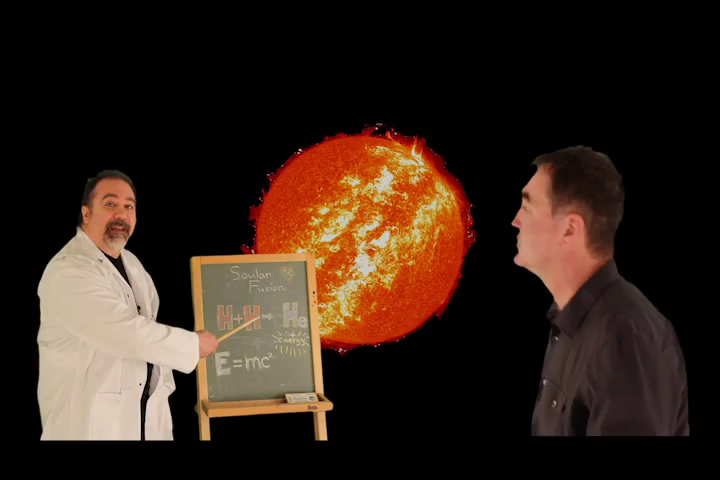 Soular
Fusion
H+H → He
+
Energy
E=mc²